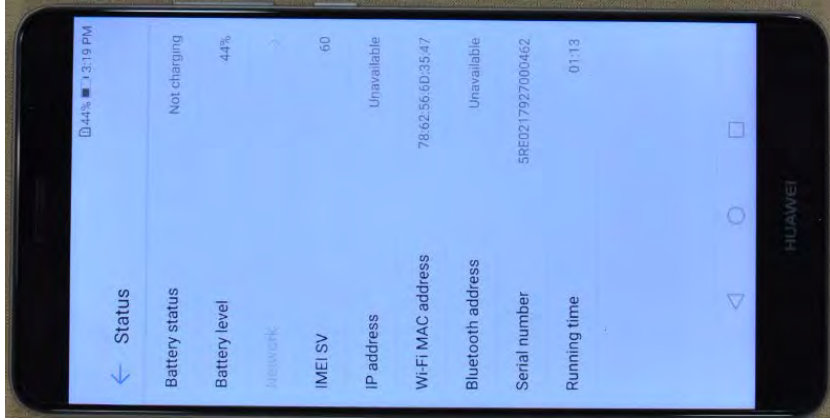 44% 3:19 PM
← Status
Battery status Not charging
Battery level 44%
Network >
IMEI SV 60
IP address Unavailable
Wi-Fi MAC address 78:62:56:6D:35:47
Bluetooth address Unavailable
Serial number 5RE0217927000462
Running time 01:13
HUAWEI